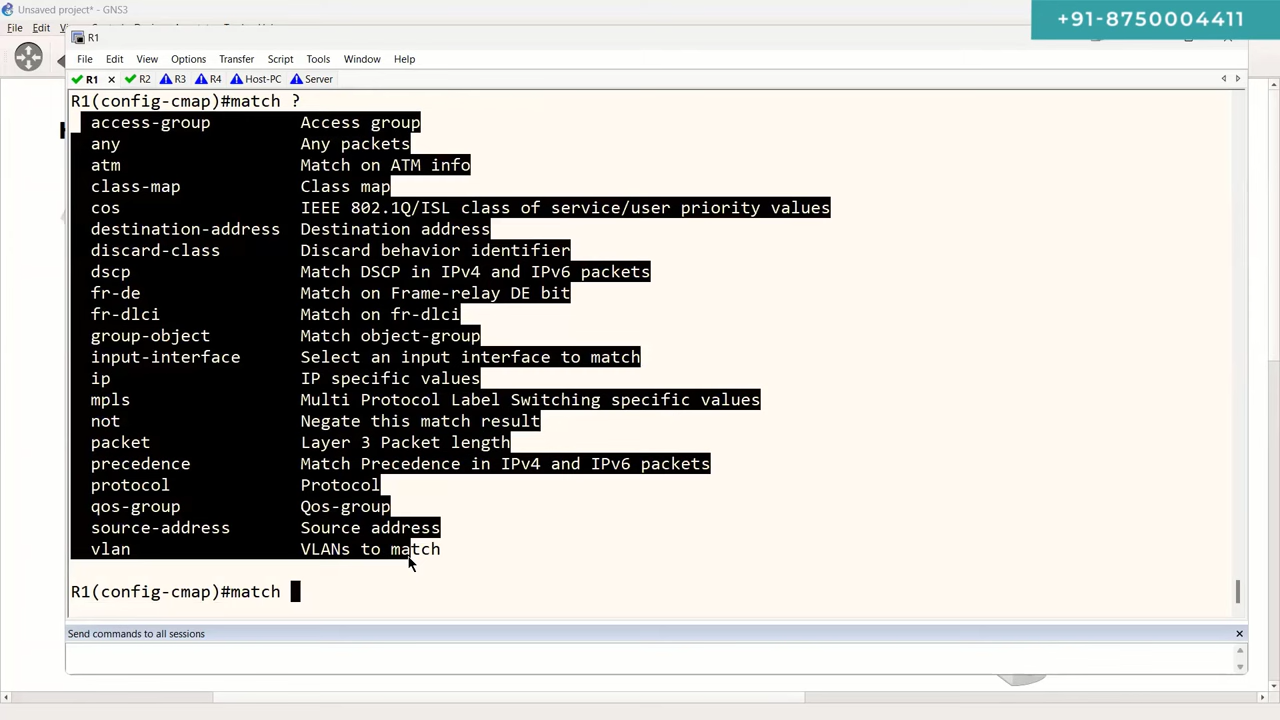 Unsaved project* - GNS3
+91-8750004411
File Edit
R1
File Edit View Options Transfer Script Tools Window Help
R1 R2 R3 R4 Host-PC Server
R1(config-cmap)#match ?
access-group Access group
any Any packets
atm Match on ATM info
class-map Class map
cos IEEE 802.1Q/ISL class of service/user priority values
destination-address Destination address
discard-class Discard behavior identifier
dscp Match DSCP in IPv4 and IPv6 packets
fr-de Match on Frame-relay DE bit
fr-dlci Match on fr-dlci
group-object Match object-group
input-interface Select an input interface to match
ip IP specific values
mpls Multi Protocol Label Switching specific values
not Negate this match result
packet Layer 3 Packet length
precedence Match Precedence in IPv4 and IPv6 packets
protocol Protocol
qos-group Qos-group
source-address Source address
vlan VLANs to match
R1(config-cmap)#match
Send commands to all sessions